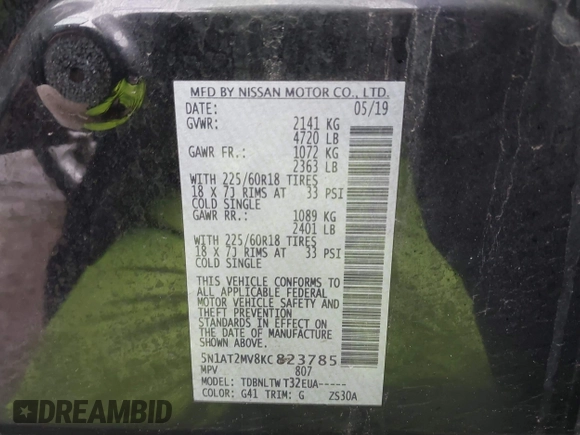 MFD BY NISSAN MOTOR CO., LTD.
DATE: 05/19
GVWR: 2141 KG
4720 LB
GAWR FR.: 1072 KG
2363 LB
WITH 225/60R18 TIRES
18 X 7J RIMS AT 33 PSI
COLD SINGLE
GAWR RR.: 1089 KG
2401 LB
WITH 225/60R18 TIRES
18 X 7J RIMS AT 33 PSI
COLD SINGLE
THIS VEHICLE CONFORMS TO
ALL APPLICABLE FEDERAL
MOTOR VEHICLE SAFETY AND
THEFT PREVENTION
STANDARDS IN EFFECT ON
THE DATE OF MANUFACTURE
SHOWN ABOVE.
5N1AT2MV8KC823785
MPV 807
MODEL: TDBNLTWT32EUA-----
COLOR: G41 TRIM: G ZS30A
DREAMBID